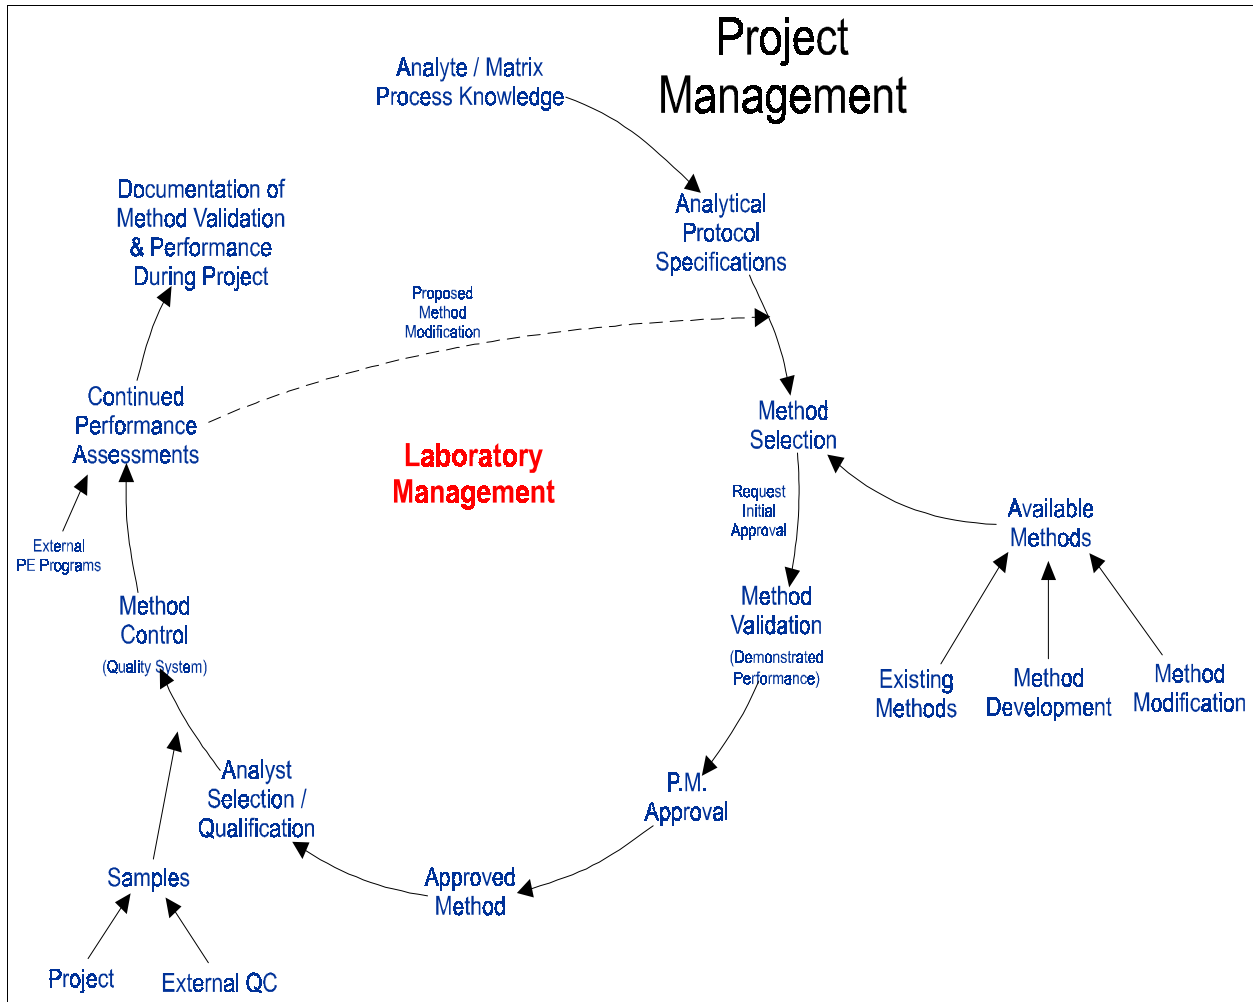 Project
Management
Analyte / Matrix
Process Knowledge
Documentation of
Method Validation
& Performance
During Project
Analytical
Protocol
Specifications
Proposed
Method
Modification
Continued
Performance
Assessments
Method
Selection
Laboratory
Management
Request
Initial
Approval
Available
Methods
External
PE Programs
Method
Control
(Quality System)
Method
Validation
(Demonstrated
Performance)
Existing
Methods
Method
Development
Method
Modification
Analyst
Selection /
Qualification
P.M.
Approval
Samples
Approved
Method
Project
External QC